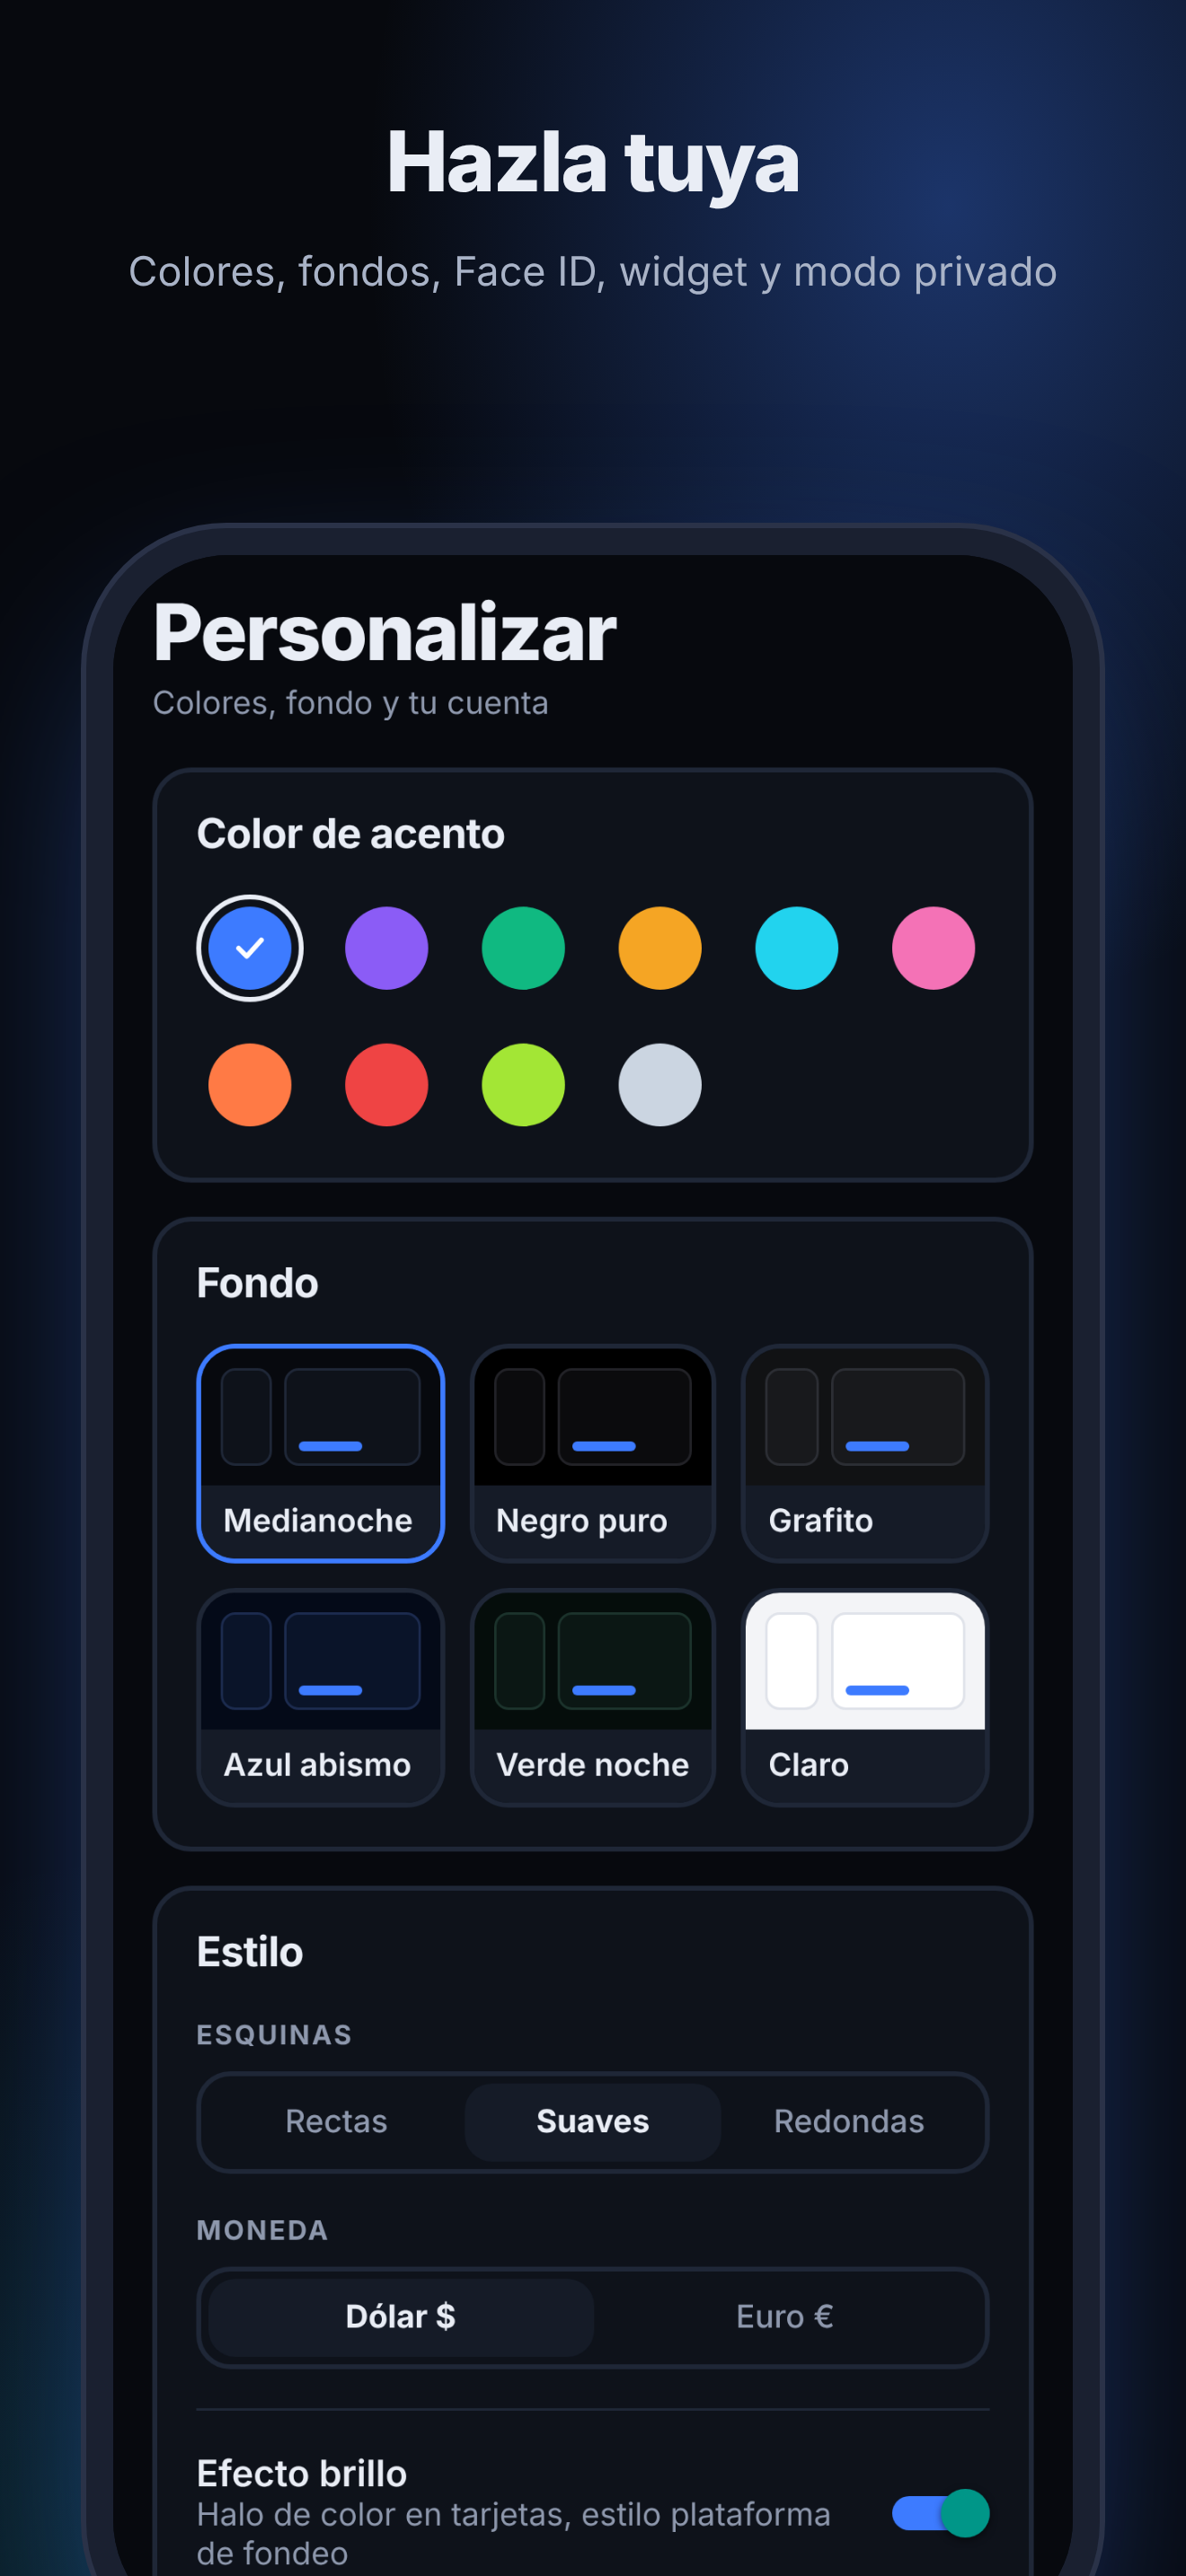 Hazla tuya
Colores, fondos, Face ID, widget y modo privado
Personalizar
Colores, fondo y tu cuenta
Color de acento
Fondo
Medianoche
Negro puro
Grafito
Azul abismo
Verde noche
Claro
Estilo
ESQUINAS
Rectas
Suaves
Redondas
MONEDA
Dólar $
Euro €
Efecto brillo
Halo de color en tarjetas, estilo plataforma
de fondeo